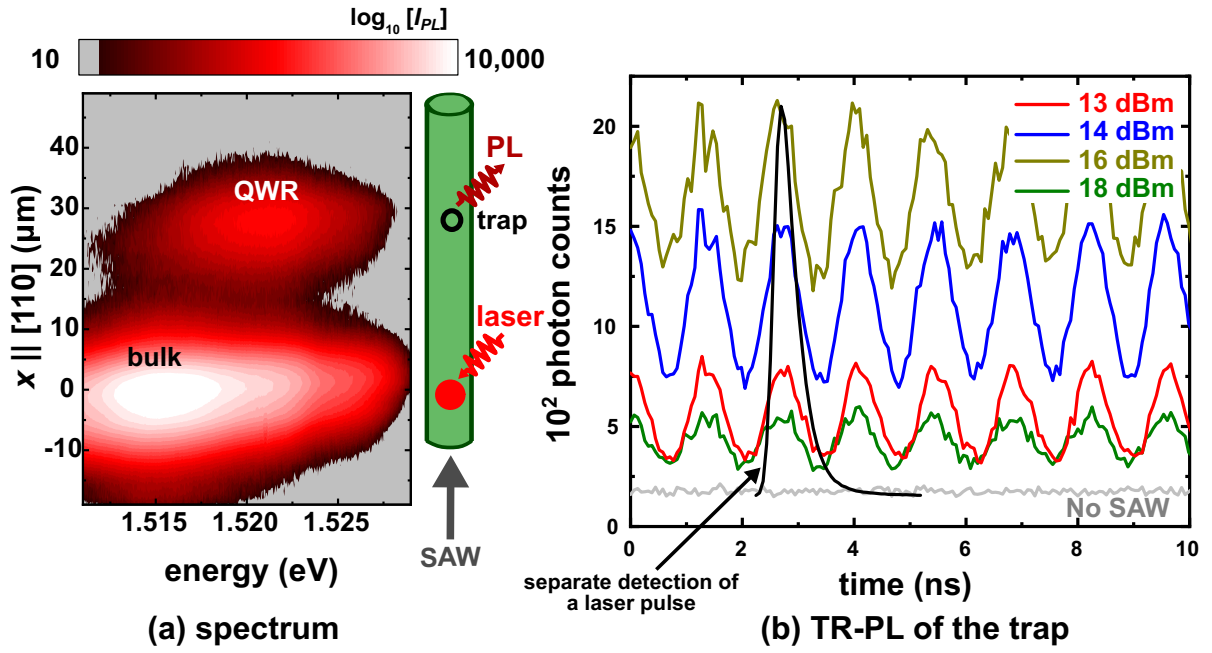 log₁₀ [I_PL]
10
10,000
x || [110] (µm)
40
30
20
10
0
-10
QWR
bulk
1.515
1.520
1.525
energy (eV)
PL
trap
laser
SAW
(a) spectrum
10² photon counts
20
15
10
5
0
13 dBm
14 dBm
16 dBm
18 dBm
No SAW
0
2
4
6
8
10
time (ns)
separate detection of
a laser pulse
(b) TR-PL of the trap